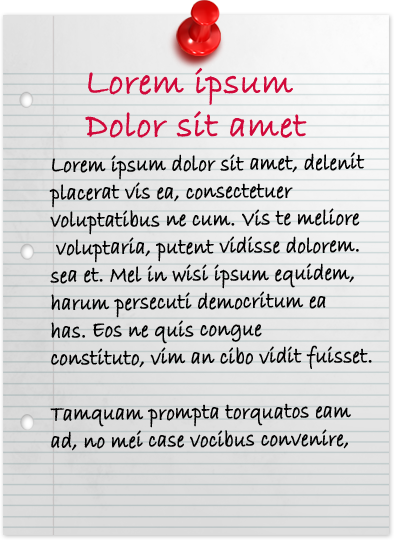 Lorem ipsum
Dolor sit amet
Lorem ipsum dolor sit amet, delenit
placerat vis ea, consectetuer
voluptatibus ne cum. Vis te meliore
voluptaria, putent vidisse dolorem.
sea et. Mel in wisi ipsum equidem,
harum persecuti democritum ea
has. Eos ne quis congue
constituto, vim an cibo vidit fuisset.
Tamquam prompta torquatos eam
ad, no mei case vocibus convenire,